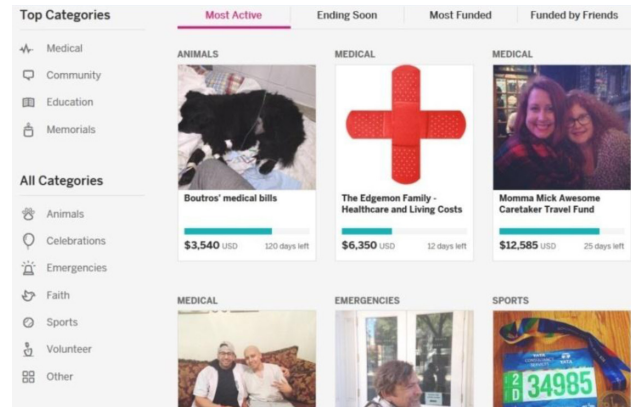 Top Categories
Medical
Community
Education
Memorials
All Categories
Animals
Celebrations
Emergencies
Faith
Sports
Volunteer
Other
Most Active
Ending Soon
Most Funded
Funded by Friends
ANIMALS
Boutros' medical bills
$3,540 USD
120 days left
MEDICAL
The Edgemon Family -
Healthcare and Living Costs
$6,350 USD
12 days left
MEDICAL
Momma Mick Awesome
Caretaker Travel Fund
$12,585 USD
25 days left
MEDICAL
EMERGENCIES
SPORTS
2
D
34985